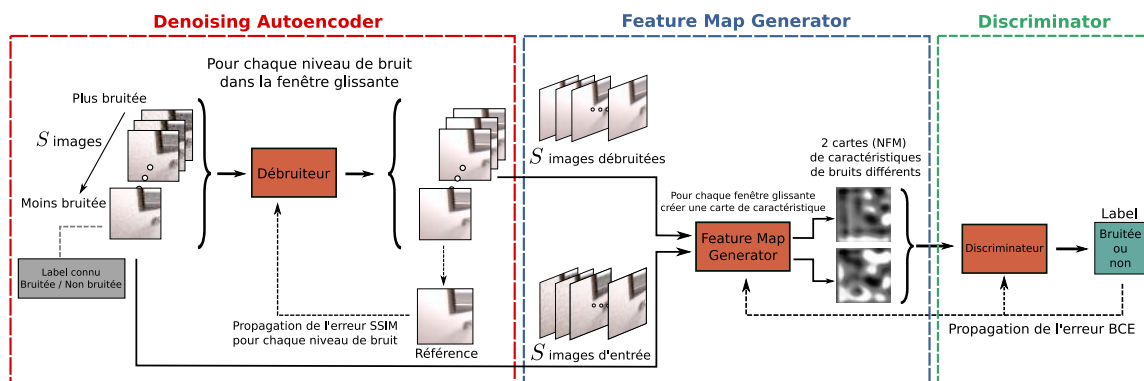 Denoising Autoencoder
Pour chaque niveau de bruit
dans la fenêtre glissante
Plus bruitée
S images
Moins bruitée
Débruiteur
Label connu
Bruitée / Non bruitée
Propagation de l'erreur SSIM
pour chaque niveau de bruit
Référence
Feature Map Generator
S images débruitées
Pour chaque fenêtre glissante
créer une carte de caractéristique
Feature Map
Generator
2 cartes (NFM)
de caractéristiques
de bruits différents
S images d'entrée
Discriminator
Discriminateur
Label
Bruitée
ou
non
Propagation de l'erreur BCE